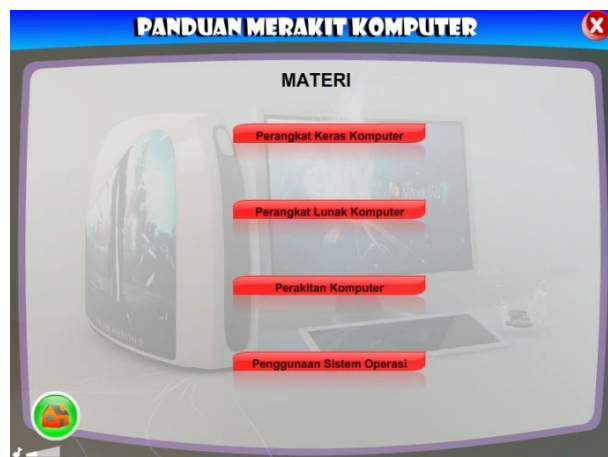 PANDUAN MERAKIT KOMPUTER
MATERI
Perangkat Keras Komputer
Perangkat Lunak Komputer
Perakitan Komputer
Penggunaan Sistem Operasi